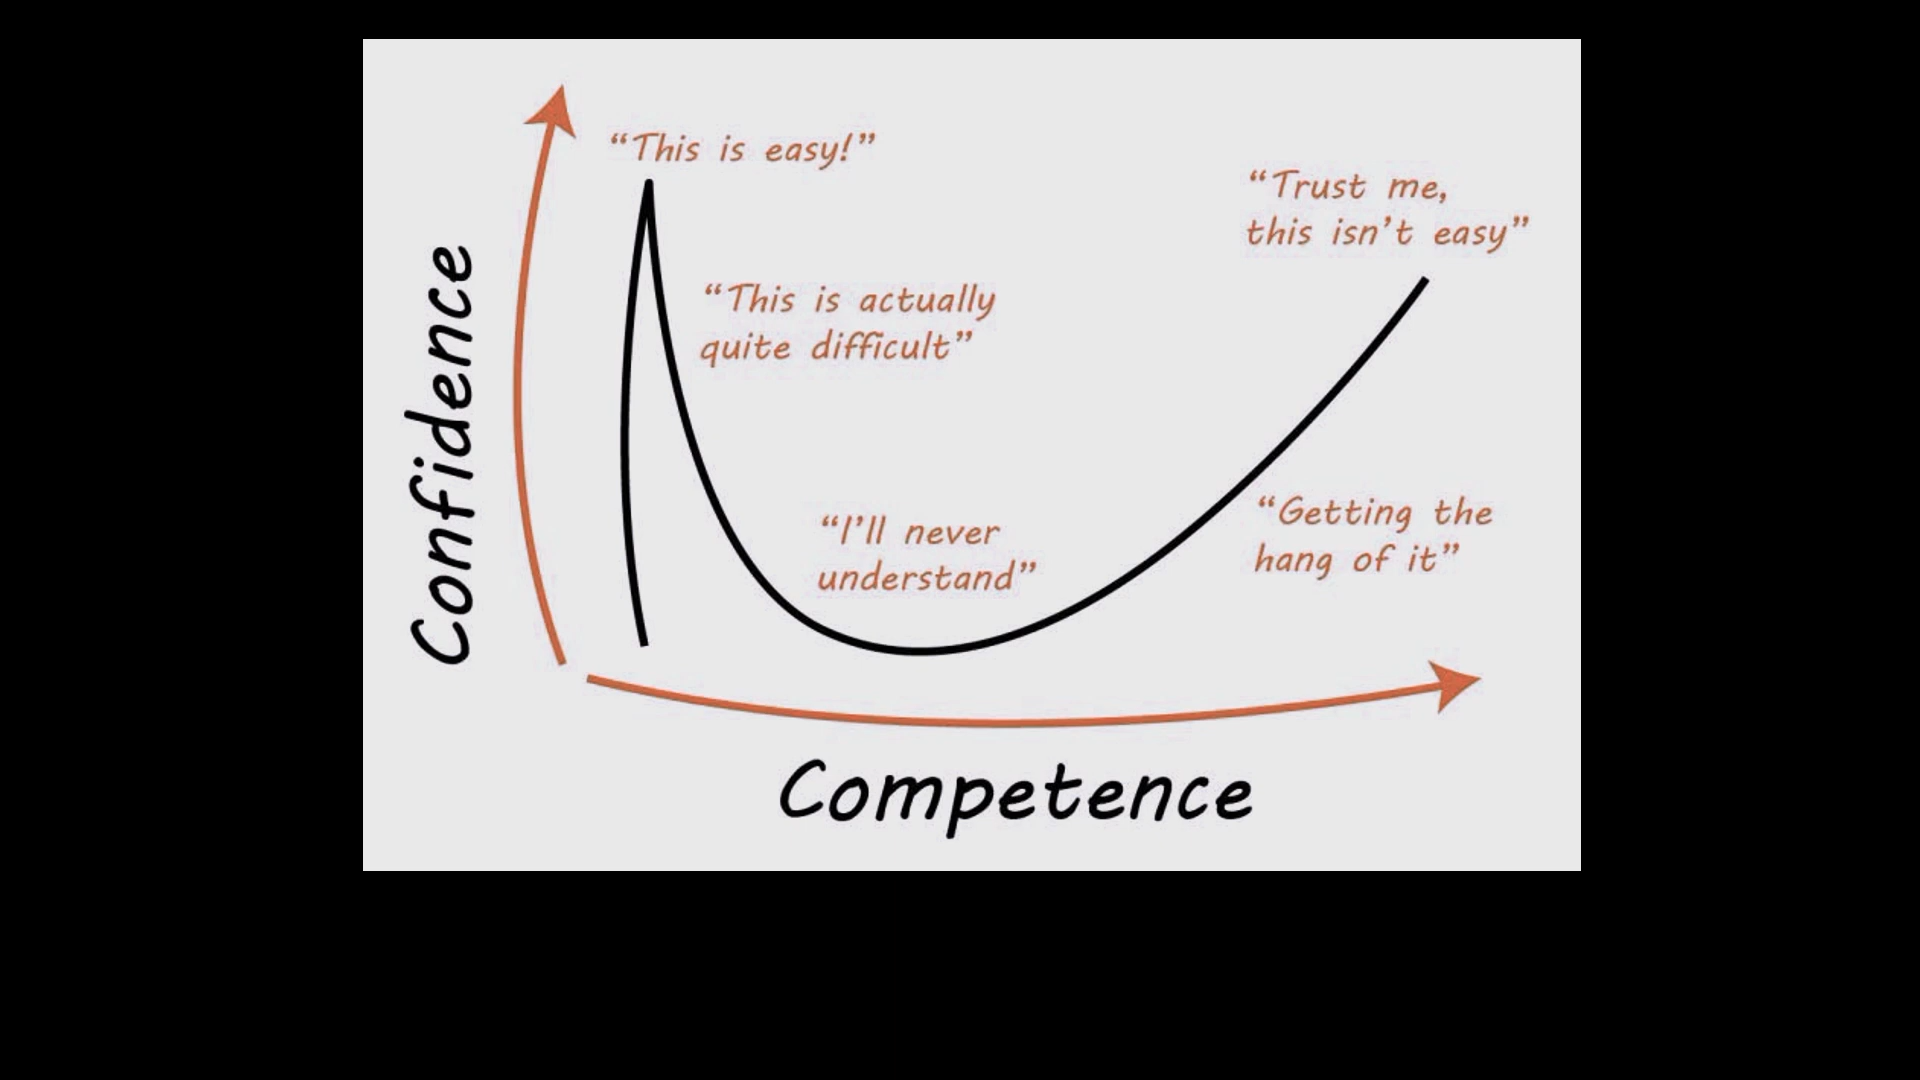 “This is easy!”
“Trust me,
this isn’t easy”
“This is actually
quite difficult”
“I’ll never
understand”
“Getting the
hang of it”
Confidence
Competence